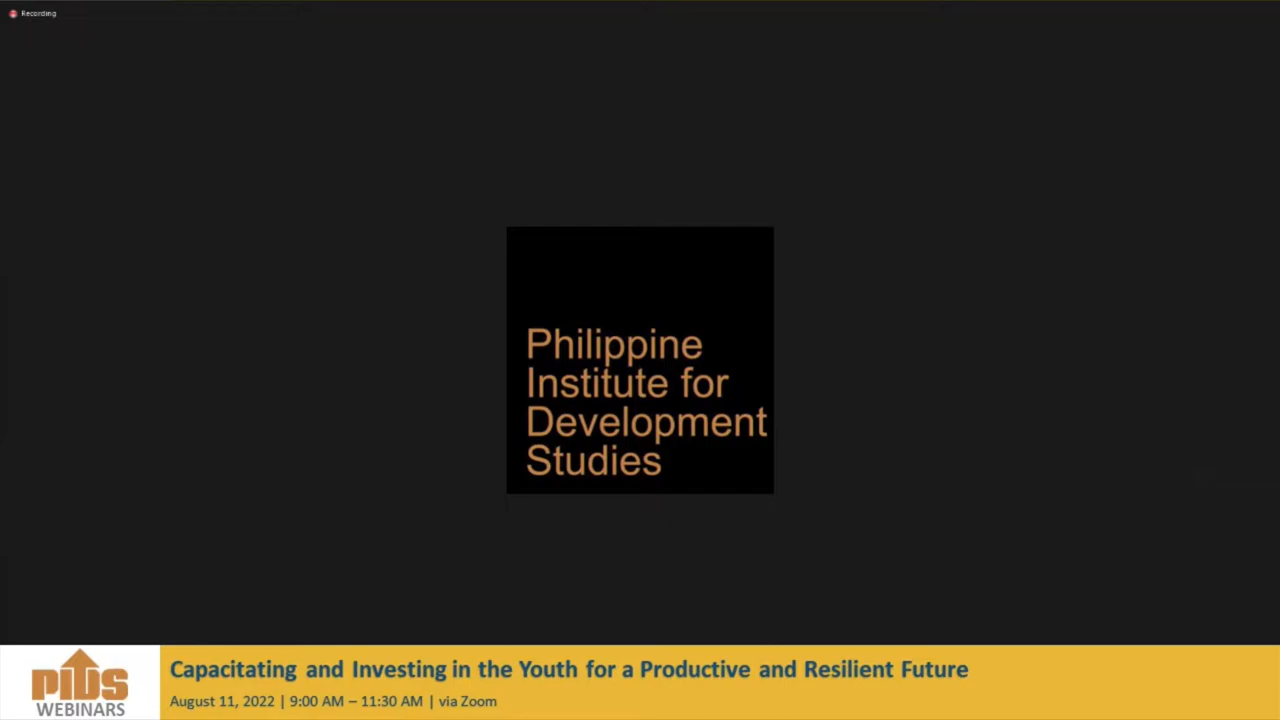 Recording
Philippine
Institute for
Development
Studies
PIDS
WEBINARS
Capacitating and Investing in the Youth for a Productive and Resilient Future
August 11, 2022 | 9:00 AM – 11:30 AM | via Zoom